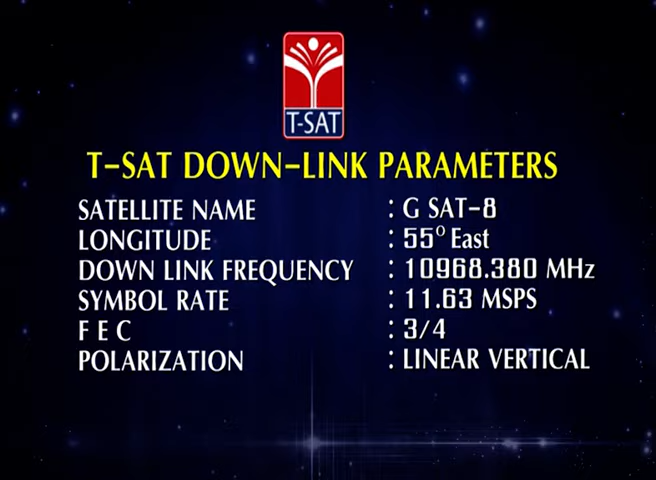 T-SAT
T-SAT DOWN-LINK PARAMETERS
SATELLITE NAME : G SAT-8
LONGITUDE : 55° East
DOWN LINK FREQUENCY : 10968.380 MHz
SYMBOL RATE : 11.63 MSPS
F E C : 3/4
POLARIZATION : LINEAR VERTICAL